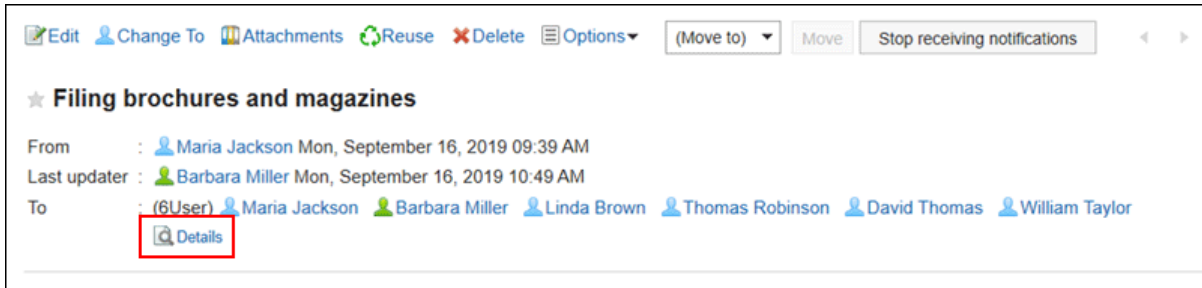 Edit Change To Attachments Reuse Delete Options (Move to) Move Stop receiving notifications
Filing brochures and magazines
From : Maria Jackson Mon, September 16, 2019 09:39 AM
Last updater : Barbara Miller Mon, September 16, 2019 10:49 AM
To : (6User) Maria Jackson Barbara Miller Linda Brown Thomas Robinson David Thomas William Taylor
Details